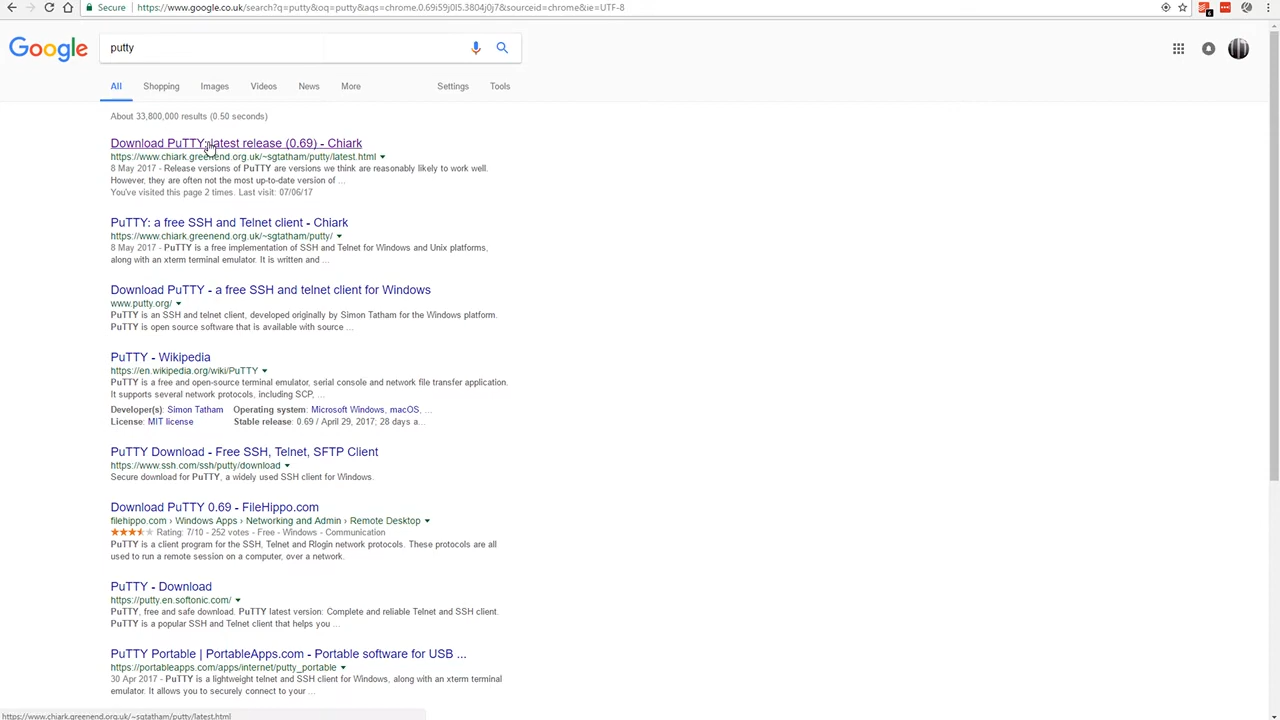 Secure https://www.google.co.uk/search?q=putty&oq=putty&aqs=chrome.0.69i59j0l5.3804j0j7&sourceid=chrome&ie=UTF-8
6
Google putty
All Shopping Images Videos News More Settings Tools
About 33,800,000 results (0.50 seconds)
Download PuTTY: latest release (0.69) - Chiark
https://www.chiark.greenend.org.uk/~sgtatham/putty/latest.html
8 May 2017 - Release versions of PuTTY are versions we think are reasonably likely to work well.
However, they are often not the most up-to-date version of ...
You've visited this page 2 times. Last visit: 07/06/17
PuTTY: a free SSH and Telnet client - Chiark
https://www.chiark.greenend.org.uk/~sgtatham/putty/
8 May 2017 - PuTTY is a free implementation of SSH and Telnet for Windows and Unix platforms,
along with an xterm terminal emulator. It is written and ...
Download PuTTY - a free SSH and telnet client for Windows
www.putty.org/
PuTTY is an SSH and telnet client, developed originally by Simon Tatham for the Windows platform.
PuTTY is open source software that is available with source ...
PuTTY - Wikipedia
https://en.wikipedia.org/wiki/PuTTY
PuTTY is a free and open-source terminal emulator, serial console and network file transfer application.
It supports several network protocols, including SCP, ...
Developer(s): Simon Tatham Operating system: Microsoft Windows, macOS, ...
License: MIT license Stable release: 0.69 / April 29, 2017; 28 days a...
PuTTY Download - Free SSH, Telnet, SFTP Client
https://www.ssh.com/ssh/putty/download
Secure download for PuTTY, a widely used SSH client for Windows.
Download PuTTY 0.69 - FileHippo.com
filehippo.com › Windows Apps › Networking and Admin › Remote Desktop
Rating: 7/10 - 252 votes - Free - Windows - Communication
PuTTY is a client program for the SSH, Telnet and Rlogin network protocols. These protocols are all
used to run a remote session on a computer, over a network.
PuTTY - Download
https://putty.en.softonic.com/
PuTTY, free and safe download. PuTTY latest version: Complete and reliable Telnet and SSH client.
PuTTY is a popular SSH and Telnet client that helps you ...
PuTTY Portable | PortableApps.com - Portable software for USB ...
https://portableapps.com/apps/internet/putty_portable
30 Apr 2017 - PuTTY is a lightweight telnet and SSH client for Windows, along with an xterm terminal
emulator. It allows you to securely connect to your ...
https://www.chiark.greenend.org.uk/~sgtatham/putty/latest.html